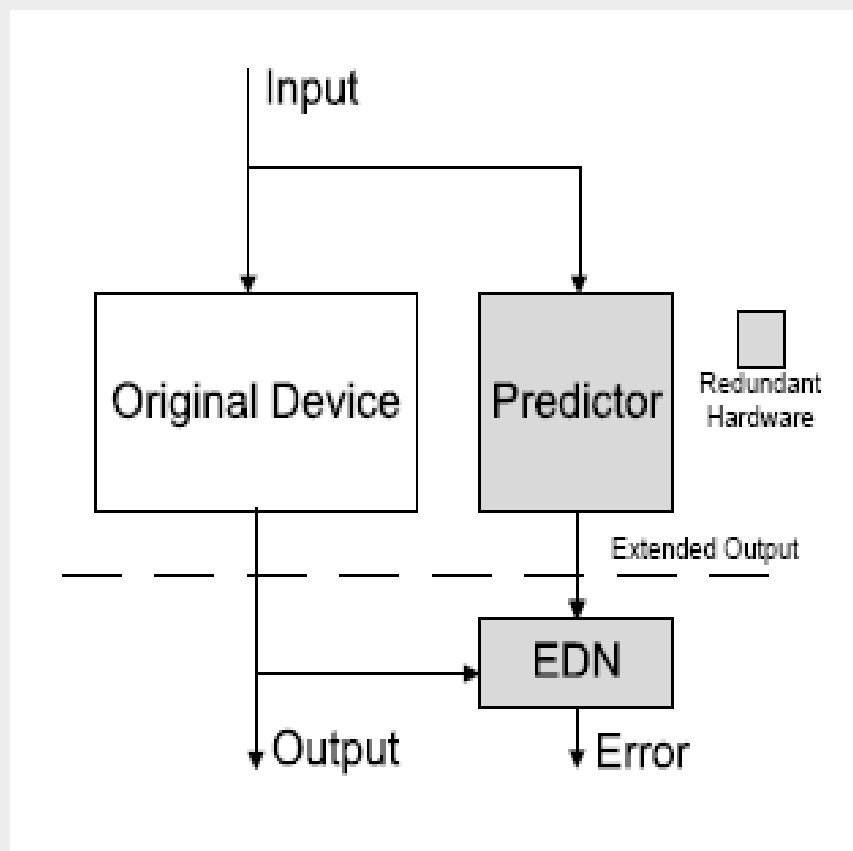 Input
Original Device
Predictor
Redundant
Hardware
Extended Output
EDN
Output
Error